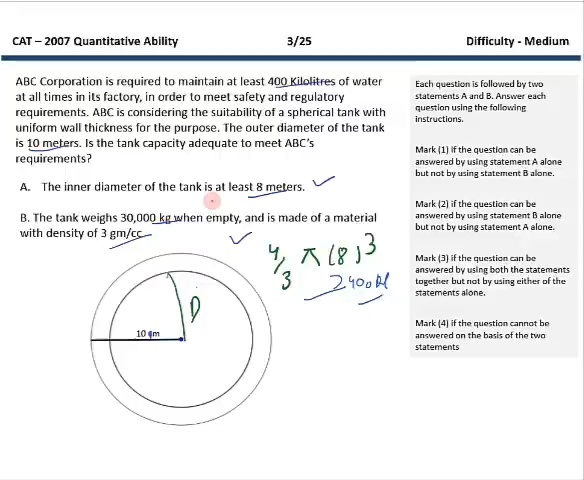 CAT – 2007 Quantitative Ability
3/25
Difficulty - Medium
ABC Corporation is required to maintain at least 400 Kilolitres of water
at all times in its factory, in order to meet safety and regulatory
requirements. ABC is considering the suitability of a spherical tank with
uniform wall thickness for the purpose. The outer diameter of the tank
is 10 meters. Is the tank capacity adequate to meet ABC's
requirements?
A. The inner diameter of the tank is at least 8 meters.
B. The tank weighs 30,000 kg when empty, and is made of a material
with density of 3 gm/cc
4/3 π (8)3
D
10 m
Each question is followed by two
statements A and B. Answer each
question using the following
instructions.
Mark (1) if the question can be
answered by using statement A alone
but not by using statement B alone.
Mark (2) if the question can be
answered by using statement B alone
but not by using statement A alone.
Mark (3) if the question can be
answered by using both the statements
together but not by using either of the
statements alone.
Mark (4) if the question cannot be
answered on the basis of the two
statements